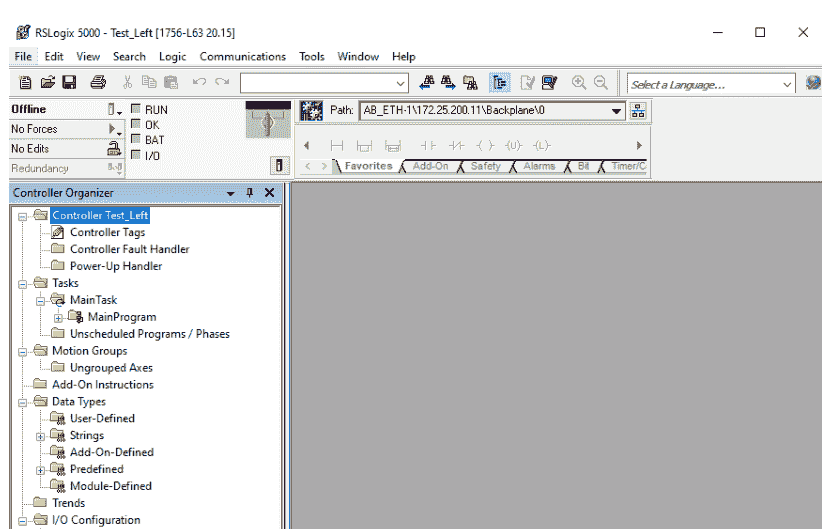 RSLogix 5000 - Test_Left [1756-L63 20.15]
File Edit View Search Logic Communications Tools Window Help
Select a Language...
Offline
RUN
No Forces
OK
No Edits
BAT
Redundancy
I/O
Path: AB_ETH-1\172.25.200.11\Backplane\0
Favorites Add-On Safety Alarms Bit Timer/C
Controller Organizer
Controller Test_Left
Controller Tags
Controller Fault Handler
Power-Up Handler
Tasks
MainTask
MainProgram
Unscheduled Programs / Phases
Motion Groups
Ungrouped Axes
Add-On Instructions
Data Types
User-Defined
Strings
Add-On-Defined
Predefined
Module-Defined
Trends
I/O Configuration